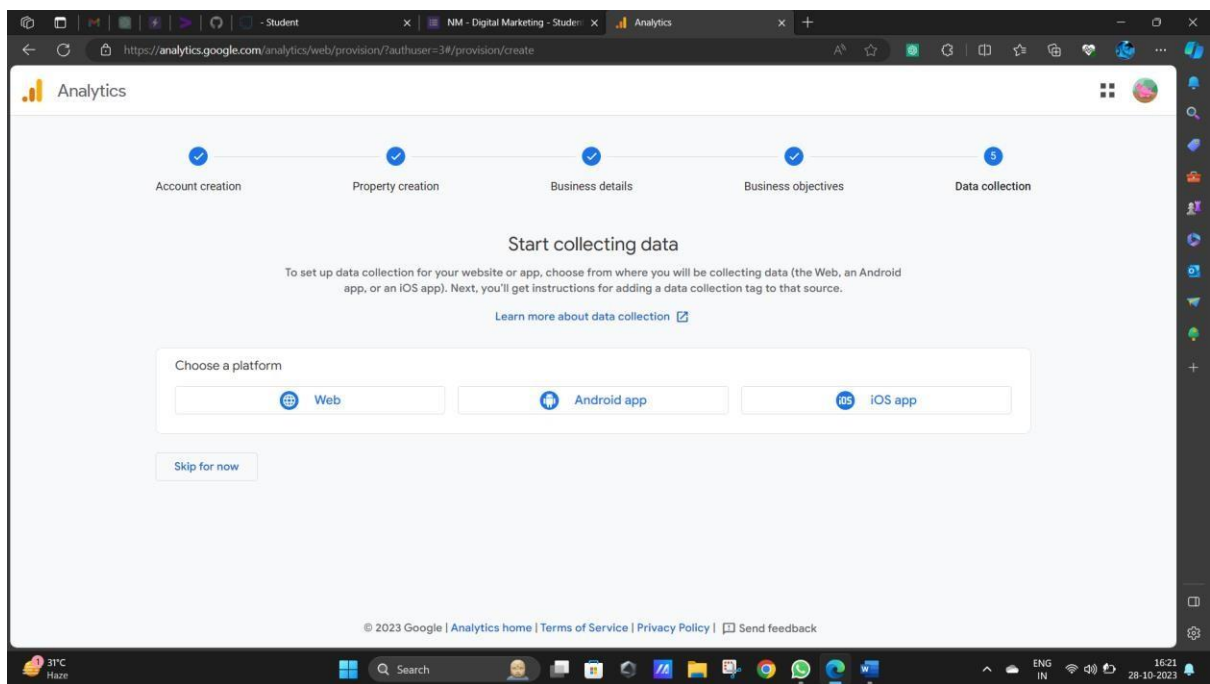 - Student
NM - Digital Marketing - Studen
Analytics
https://analytics.google.com/analytics/web/provision/?authuser=3#/provision/create
Analytics
5
Account creation
Property creation
Business details
Business objectives
Data collection
Start collecting data
To set up data collection for your website or app, choose from where you will be collecting data (the Web, an Android
app, or an iOS app). Next, you'll get instructions for adding a data collection tag to that source.
Learn more about data collection
Choose a platform
Web
Android app
iOS
iOS app
Skip for now
© 2023 Google | Analytics home | Terms of Service | Privacy Policy | Send feedback
1
31°C
Haze
Search
ENG
IN
16:21
28-10-2023